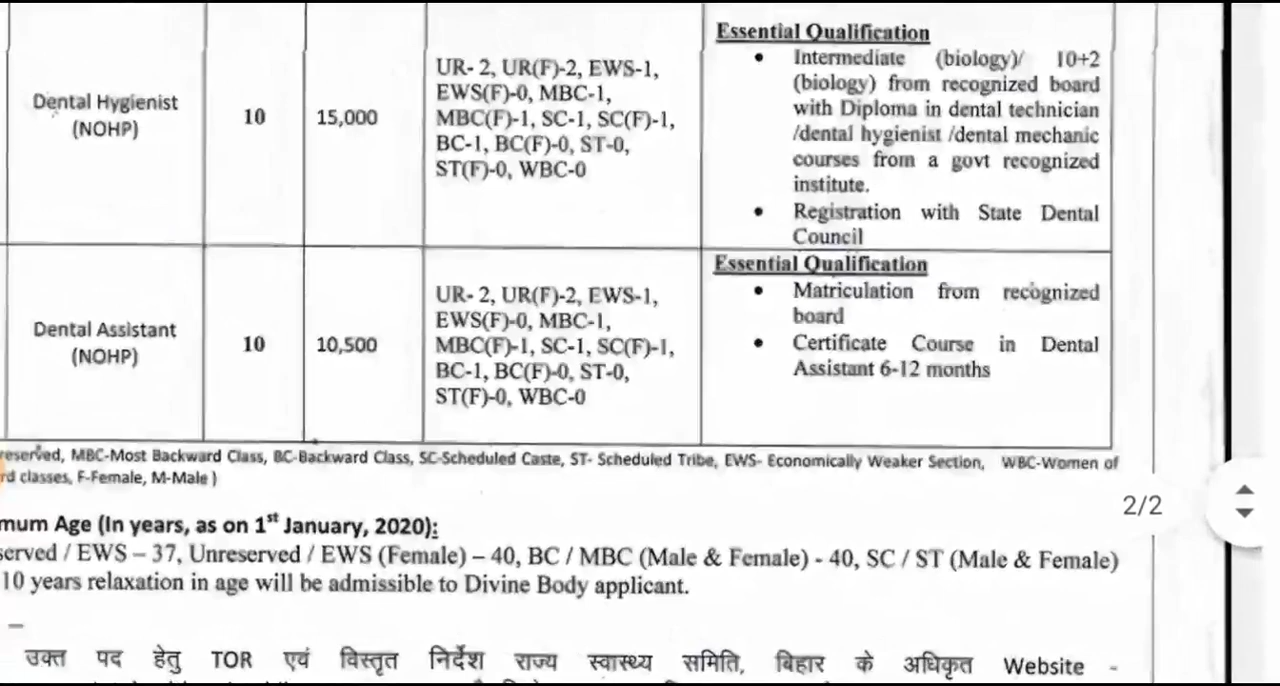 Dental Hygienist
(NOHP)
10
15,000
UR- 2, UR(F)-2, EWS-1,
EWS(F)-0, MBC-1,
MBC(F)-1, SC-1, SC(F)-1,
BC-1, BC(F)-0, ST-0,
ST(F)-0, WBC-0
Essential Qualification
• Intermediate (biology)/ 10+2
(biology) from recognized board
with Diploma in dental technician
/dental hygienist /dental mechanic
courses from a govt recognized
institute.
• Registration with State Dental
Council
Dental Assistant
(NOHP)
10
10,500
UR- 2, UR(F)-2, EWS-1,
EWS(F)-0, MBC-1,
MBC(F)-1, SC-1, SC(F)-1,
BC-1, BC(F)-0, ST-0,
ST(F)-0, WBC-0
Essential Qualification
• Matriculation from recognized
board
• Certificate Course in Dental
Assistant 6-12 months
reserved, MBC-Most Backward Class, BC-Backward Class, SC-Scheduled Caste, ST- Scheduled Tribe, EWS- Economically Weaker Section, WBC-Women of
rd classes, F-Female, M-Male )
2/2
mum Age (In years, as on 1st January, 2020):
served / EWS – 37, Unreserved / EWS (Female) – 40, BC / MBC (Male & Female) - 40, SC / ST (Male & Female)
10 years relaxation in age will be admissible to Divine Body applicant.
उक्त पद हेतु TOR एवं विस्तृत निर्देश राज्य स्वास्थ्य समिति, बिहार के अधिकृत Website -